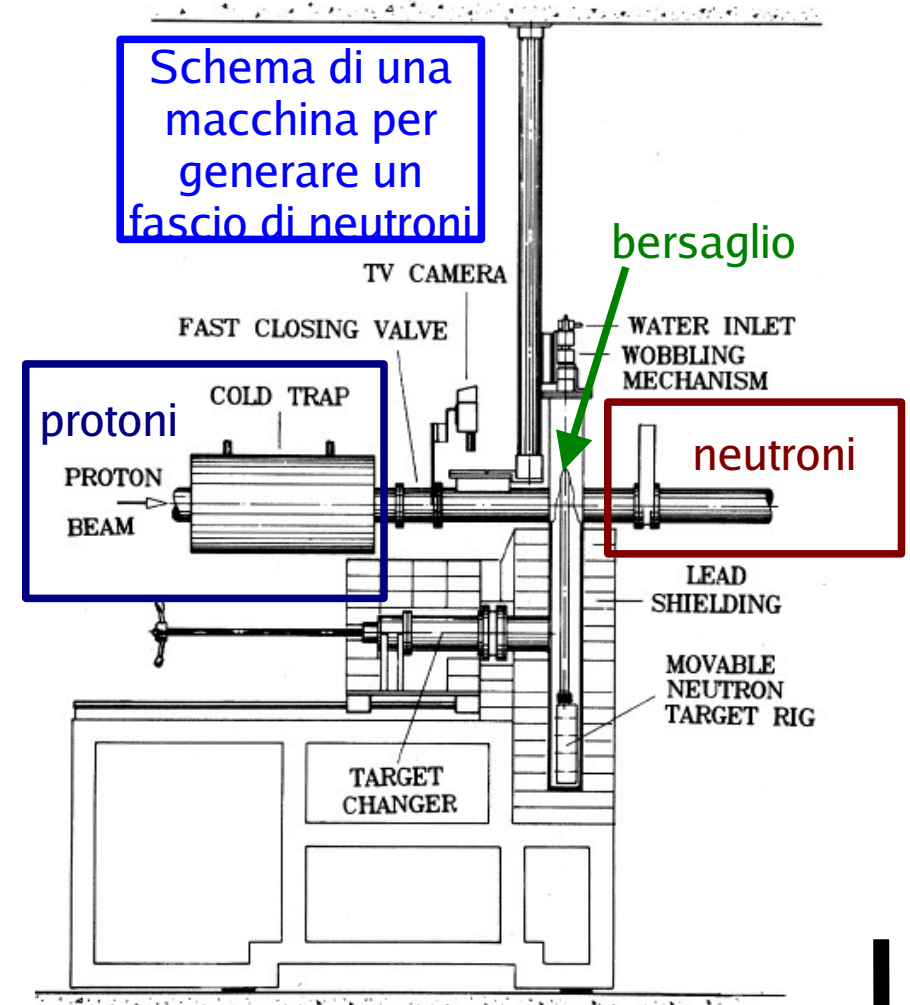 Schema di una
macchina per
generare un
fascio di neutroni
bersaglio
TV CAMERA
FAST CLOSING VALVE
WATER INLET
WOBBLING
MECHANISM
protoni
COLD TRAP
neutroni
PROTON
BEAM
LEAD
SHIELDING
MOVABLE
NEUTRON
TARGET RIG
TARGET
CHANGER